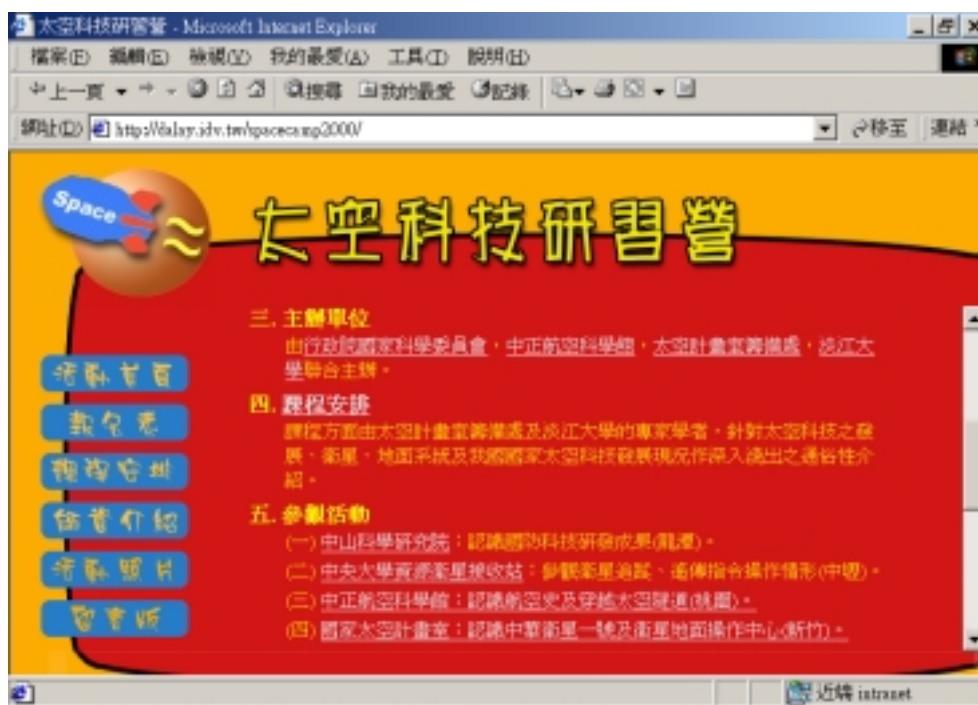 太空科技研習營 - Microsoft Internet Explorer
檔案(F) 編輯(E) 檢視(V) 我的最愛(A) 工具(T) 說明(H)
上一頁 搜尋 我的最愛 記錄
網址(D) http://dalay.idv.tw/spacecamp2000/ 移至 連結
Space
太空科技研習營
三. 主辦單位
由行政院國家科學委員會，中正航空科學館，太空計畫室籌備處，淡江大
學聯合主辦。
四. 課程安排
課程方面由太空計畫室籌備處及淡江大學的專家學者，針對太空科技之發
展、衛星、地面系統及我國國家太空科技發展現況作深入淺出之通俗性介
紹。
五. 參觀活動
(一) 中山科學研究院：認識國防科技研發成果(龍潭)。
(二) 中央大學資源衛星接收站：參觀衛星追蹤、遙傳指令操作情形(中壢)。
(三) 中正航空科學館：認識航空史及穿越太空隧道(桃園)。
(四) 國家太空計畫室：認識中華衛星一號及衛星地面操作中心(新竹)。
活動首頁
報名表
課程安排
師資介紹
活動照片
留言版
近端 intranet